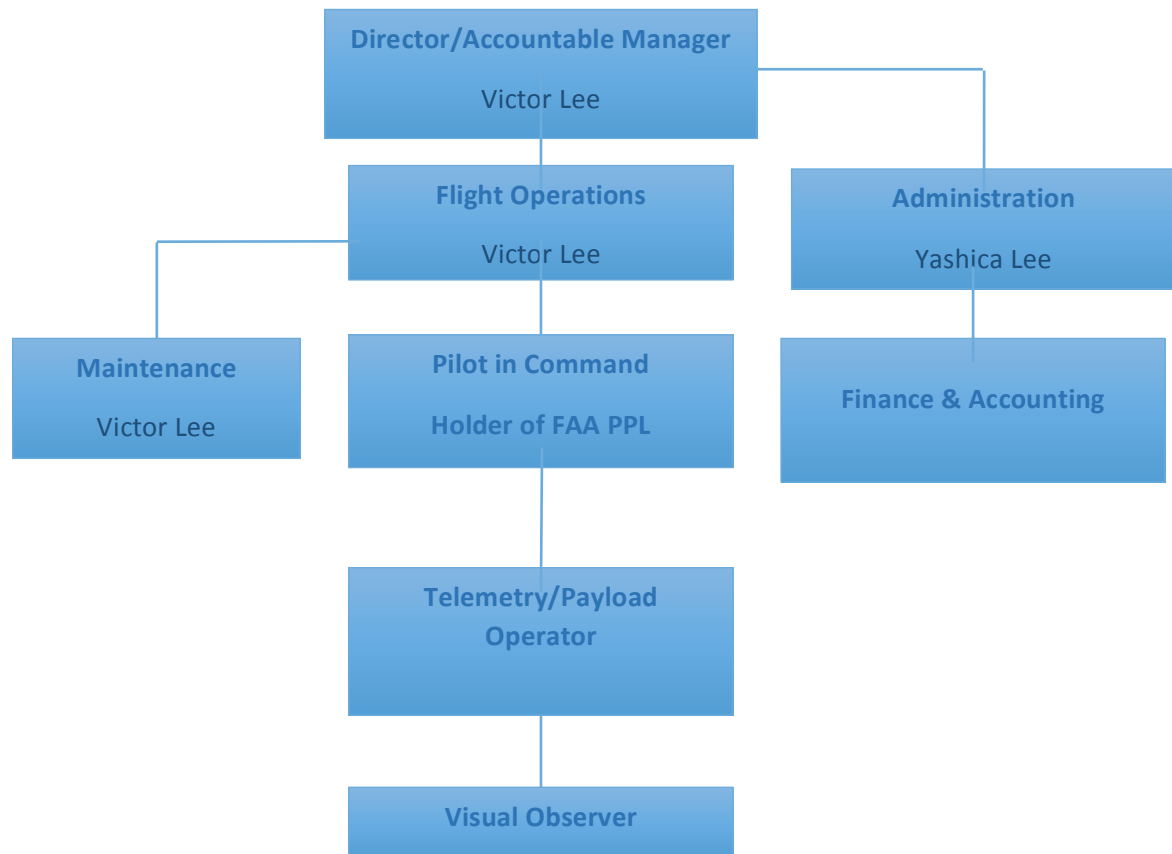 Director/Accountable Manager
Victor Lee
Flight Operations
Victor Lee
Administration
Yashica Lee
Maintenance
Victor Lee
Pilot in Command
Holder of FAA PPL
Finance & Accounting
Telemetry/Payload
Operator
Visual Observer